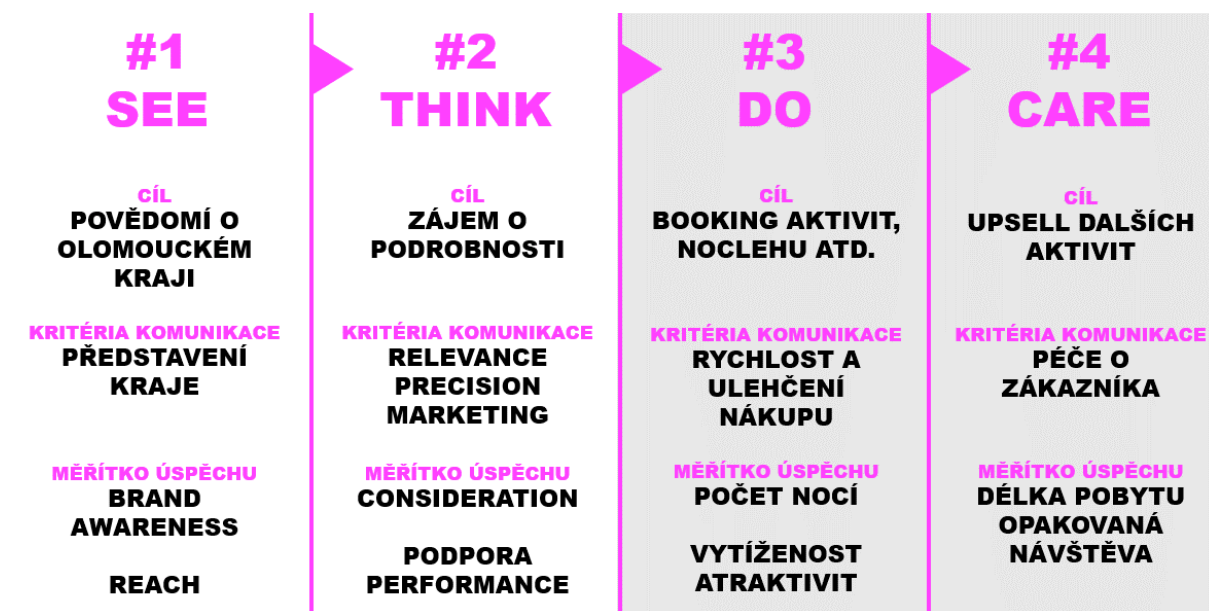 #1
SEE
CÍL
POVĚDOMÍ O
OLOMOUCKÉM
KRAJI
KRITÉRIA KOMUNIKACE
PŘEDSTAVENÍ
KRAJE
MĚŘÍTKO ÚSPĚCHU
BRAND
AWARENESS
REACH
#2
THINK
CÍL
ZÁJEM O
PODROBNOSTI
KRITÉRIA KOMUNIKACE
RELEVANCE
PRECISION
MARKETING
MĚŘÍTKO ÚSPĚCHU
CONSIDERATION
PODPORA
PERFORMANCE
#3
DO
CÍL
BOOKING AKTIVIT,
NOCLEHU ATD.
KRITÉRIA KOMUNIKACE
RYCHLOST A
ULEHČENÍ
NÁKUPU
MĚŘÍTKO ÚSPĚCHU
POČET NOCÍ
VYTÍŽENOST
ATRAKTIVIT
#4
CARE
CÍL
UPSELL DALŠÍCH
AKTIVIT
KRITÉRIA KOMUNIKACE
PÉČE O
ZÁKAZNÍKA
MĚŘÍTKO ÚSPĚCHU
DÉLKA POBYTU
OPAKOVANÁ
NÁVŠTĚVA